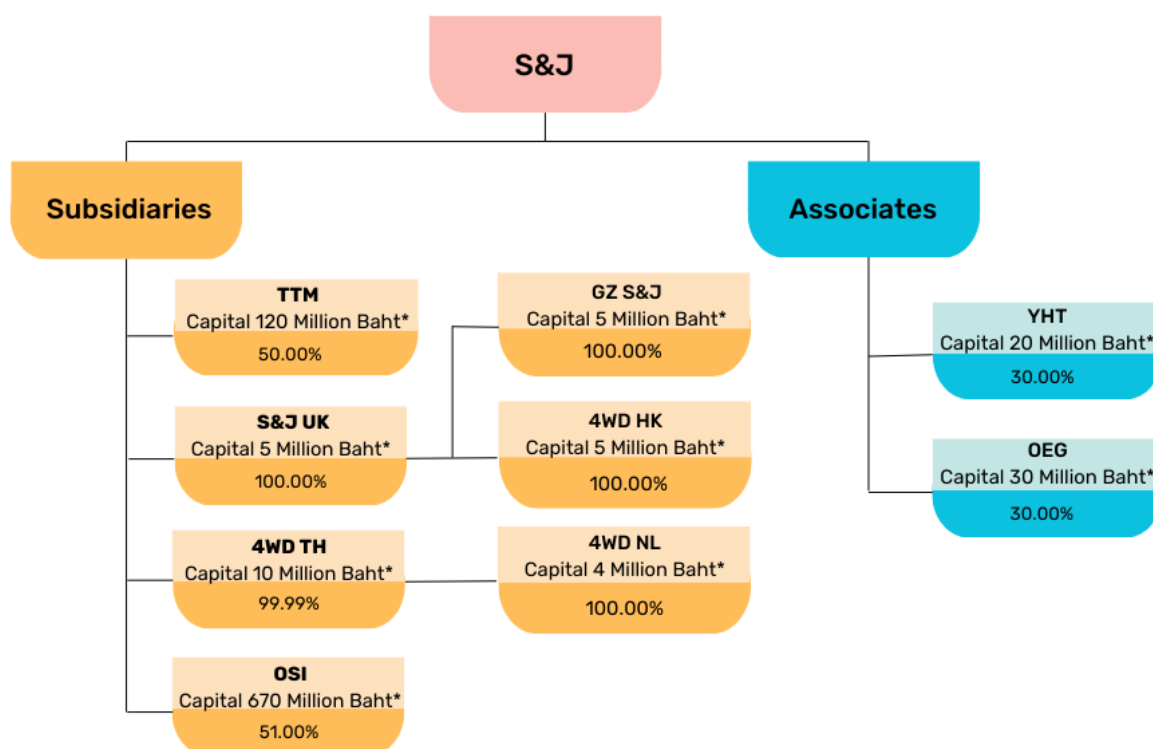 S&J
Subsidiaries
Associates
TTM
Capital 120 Million Baht*
50.00%
GZ S&J
Capital 5 Million Baht*
100.00%
YHT
Capital 20 Million Baht*
30.00%
S&J UK
Capital 5 Million Baht*
100.00%
4WD HK
Capital 5 Million Baht*
100.00%
OEG
Capital 30 Million Baht*
30.00%
4WD TH
Capital 10 Million Baht*
99.99%
4WD NL
Capital 4 Million Baht*
100.00%
OSI
Capital 670 Million Baht*
51.00%